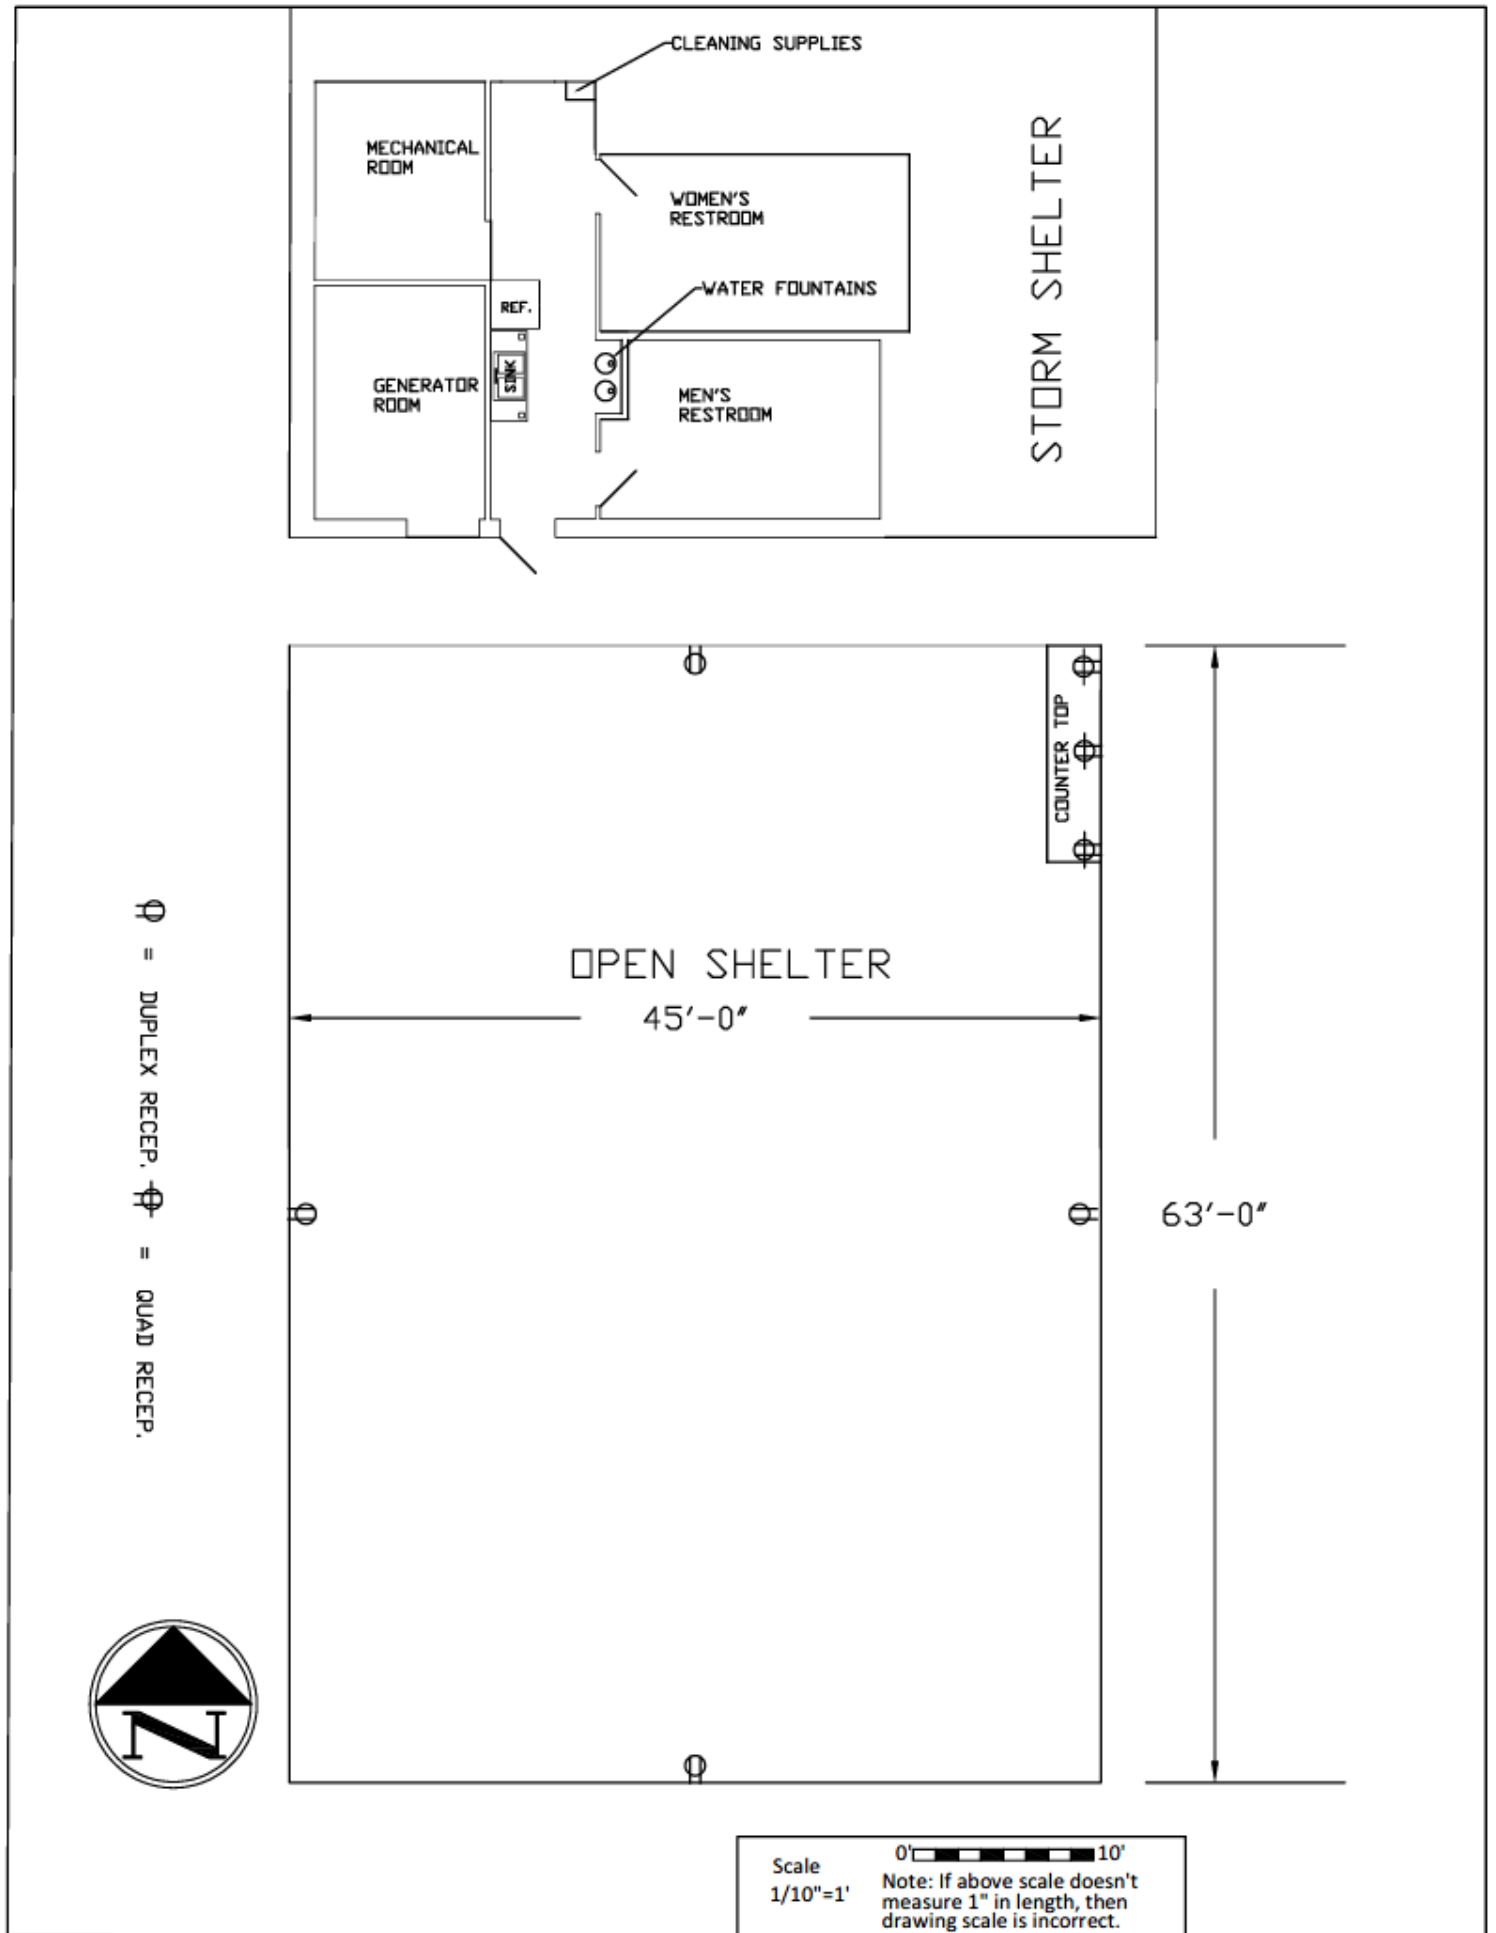 CLEANING SUPPLIES
MECHANICAL
ROOM
WOMEN'S
RESTROOM
STORM SHELTER
WATER FOUNTAINS
REF.
SINK
GENERATOR
ROOM
MEN'S
RESTROOM
COUNTER TOP
OPEN SHELTER
45'-0"
63'-0"
= DUPLEX RECEP.
= QUAD RECEP.
N
Scale
1/10"=1'
0' 10'
Note: If above scale doesn't
measure 1" in length, then
drawing scale is incorrect.